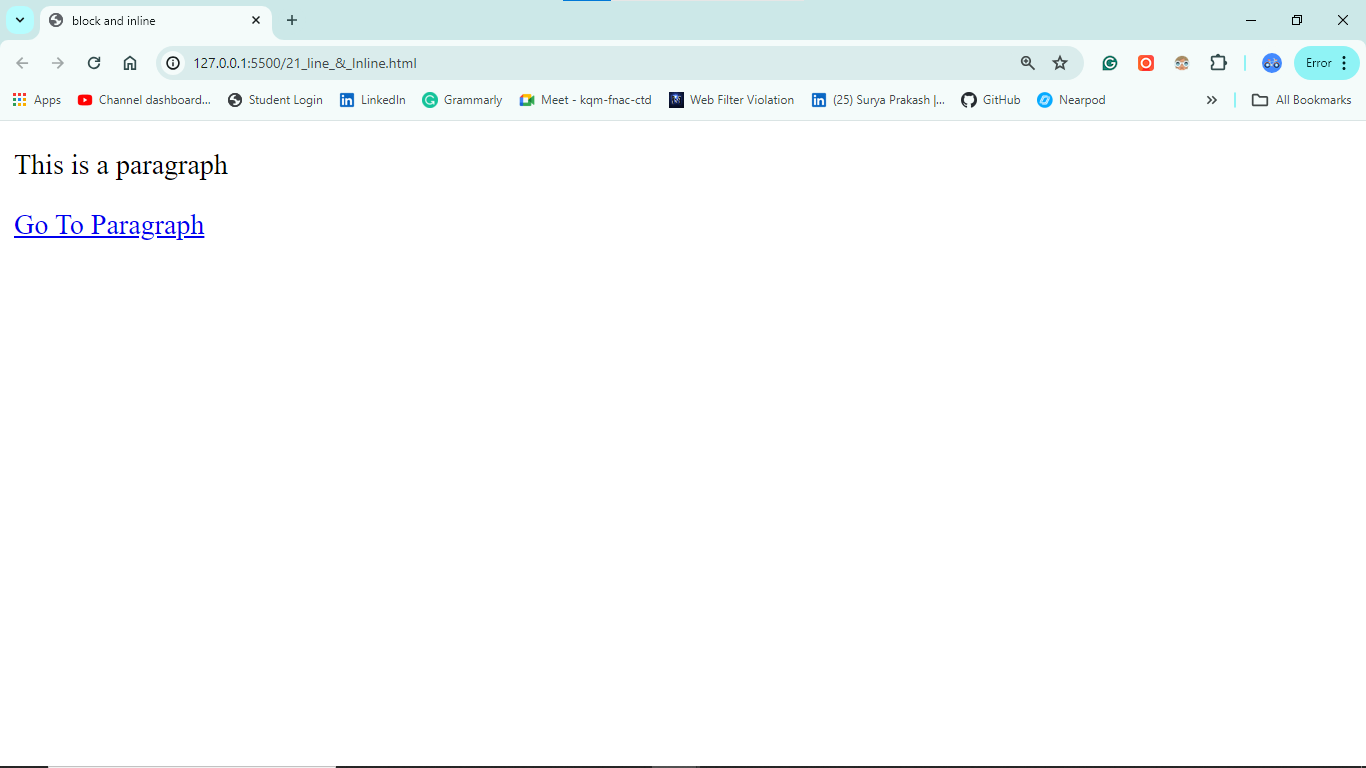 block and inline
127.0.0.1:5500/21_line_&_Inline.html
Error
Apps Channel dashboard... Student Login LinkedIn Grammarly Meet - kqm-fnac-ctd Web Filter Violation (25) Surya Prakash |... GitHub Nearpod All Bookmarks
This is a paragraph
Go To Paragraph